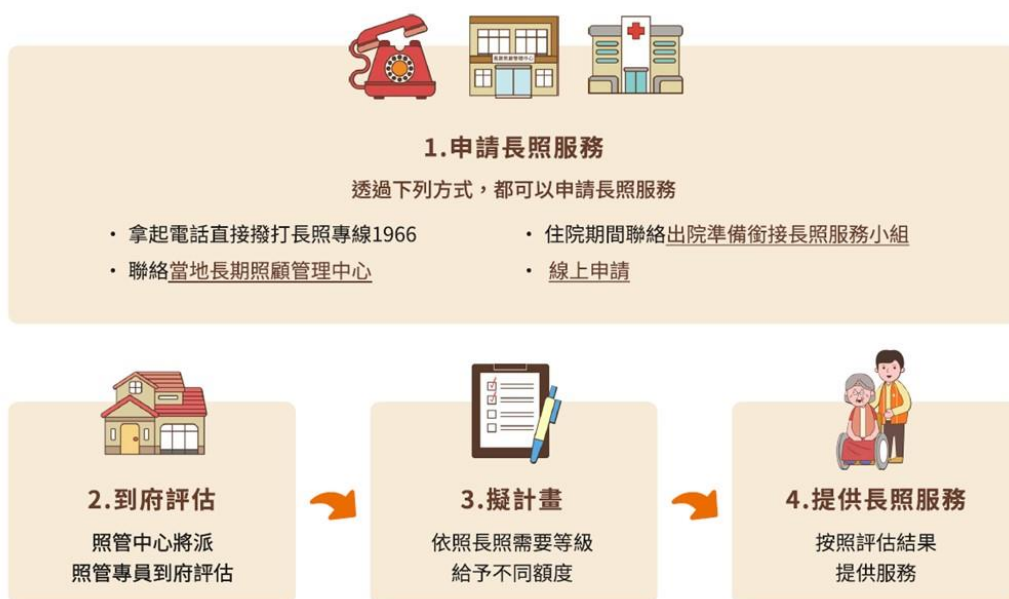 1.申請長照服務
透過下列方式，都可以申請長照服務
・拿起電話直接撥打長照專線1966
・住院期間聯絡出院準備銜接長照服務小組
・聯絡當地長期照顧管理中心
・線上申請
2.到府評估
照管中心將派
照管專員到府評估
3.擬計畫
依照長照需要等級
給予不同額度
4.提供長照服務
按照評估結果
提供服務